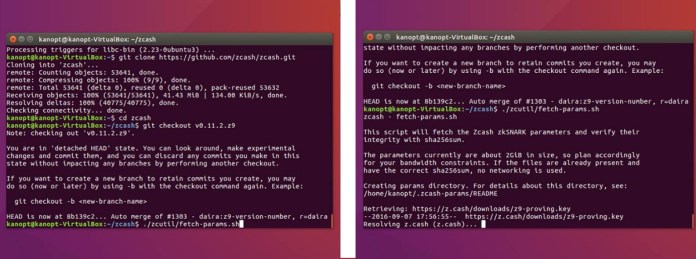 kanopt@kanopt-VirtualBox: ~/zcash
Processing triggers for libc-bin (2.23-0ubuntu3) ...
kanopt@kanopt-VirtualBox:~$ git clone https://github.com/zcash/zcash.git
Cloning into 'zcash'...
remote: Counting objects: 53641, done.
remote: Compressing objects: 100% (9/9), done.
remote: Total 53641 (delta 0), reused 0 (delta 0), pack-reused 53632
Receiving objects: 100% (53641/53641), 41.43 MiB | 134.00 KiB/s, done.
Resolving deltas: 100% (40775/40775), done.
Checking connectivity... done.
kanopt@kanopt-VirtualBox:~$ cd zcash
kanopt@kanopt-VirtualBox:~/zcash$ git checkout v0.11.2.z9
Note: checking out 'v0.11.2.z9'.
You are in 'detached HEAD' state. You can look around, make experimental
changes and commit them, and you can discard any commits you make in this
state without impacting any branches by performing another checkout.
If you want to create a new branch to retain commits you create, you may
do so (now or later) by using -b with the checkout command again. Example:
git checkout -b <new-branch-name>
HEAD is now at 8b139c2... Auto merge of #1303 - daira:z9-version-number, r=daira
kanopt@kanopt-VirtualBox:~/zcash$ ./zcutil/fetch-params.sh
kanopt@kanopt-VirtualBox: ~/zcash
state without impacting any branches by performing another checkout.
If you want to create a new branch to retain commits you create, you may
do so (now or later) by using -b with the checkout command again. Example:
git checkout -b <new-branch-name>
HEAD is now at 8b139c2... Auto merge of #1303 - daira:z9-version-number, r=daira
kanopt@kanopt-VirtualBox:~/zcash$ ./zcutil/fetch-params.sh
zcash - fetch-params.sh
This script will fetch the Zcash zkSNARK parameters and verify their
integrity with sha256sum.
The parameters currently are about 2GiB in size, so plan accordingly
for your bandwidth constraints. If the files are already present and
have the correct sha256sum, no networking is used.
Creating params directory. For details about this directory, see:
/home/kanopt/.zcash-params/README
Retrieving: https://z.cash/downloads/z9-proving.key
--2016-09-07 17:56:55-- https://z.cash/downloads/z9-proving.key
Resolving z.cash (z.cash)...